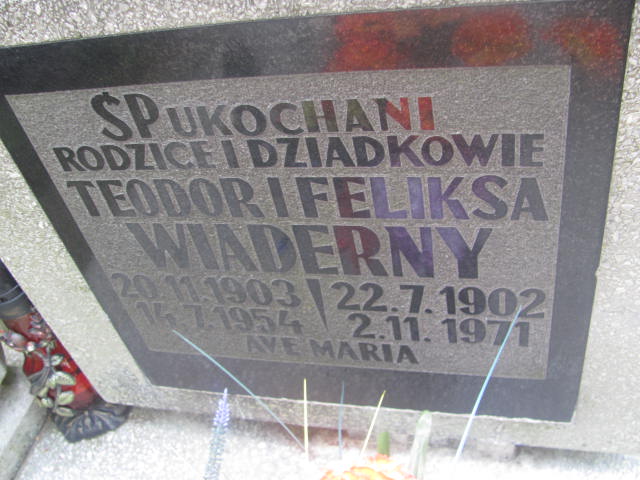 ŚP UKOCHANI
RODZICE I DZIADKOWIE
TEODOR I FELIKSA
WIADERNY
20.11.1903 22.7.1902
14.7.1954 2.11.1971
AVE MARIA